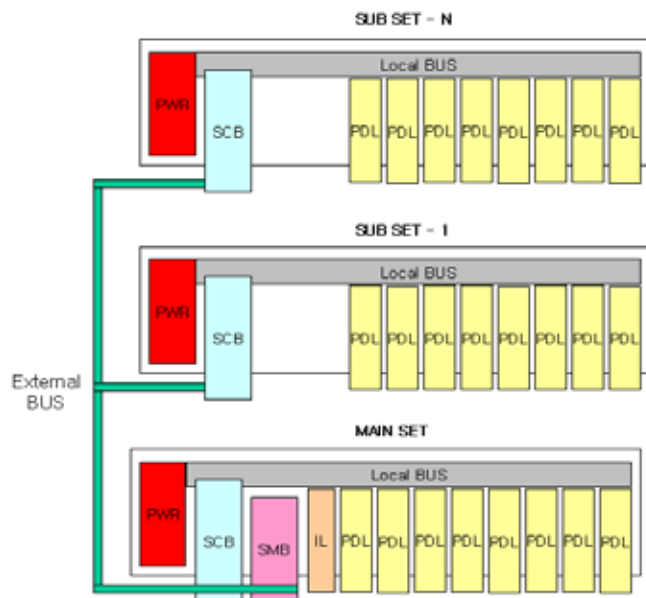 SUB SET - N
Local BUS
PWR
SCB
PDL PDL PDL PDL PDL PDL PDL PDL
SUB SET - I
Local BUS
PWR
SCB
PDL PDL PDL PDL PDL PDL PDL PDL
External
BUS
MAIN SET
Local BUS
PWR
SCB
SMB
IL
PDL PDL PDL PDL PDL PDL PDL PDL